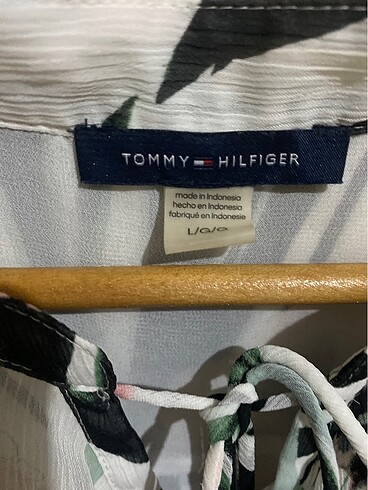 TOMMY HILFIGER
made in Indonesia
hecho en Indonesia
fabriqué en Indonesie
L/G/G